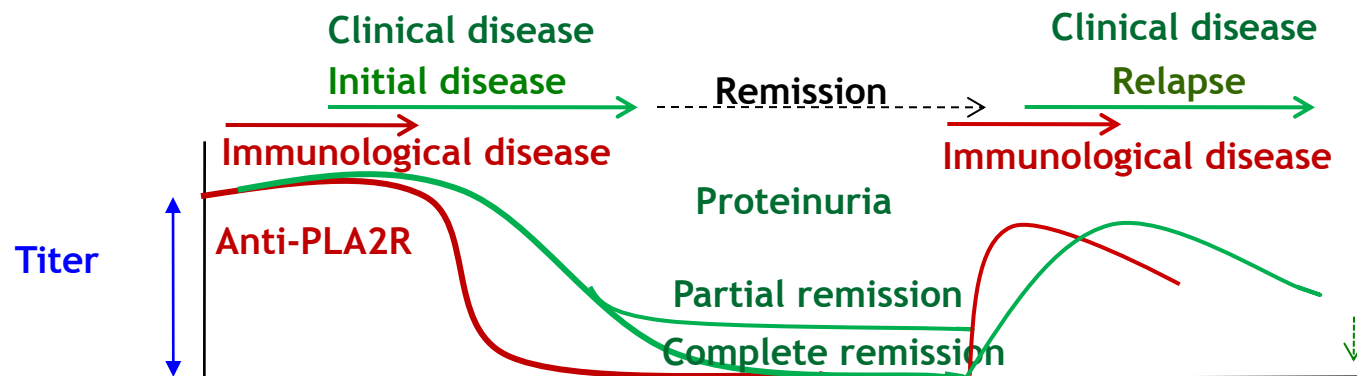 Clinical disease
Initial disease
Remission
Clinical disease
Relapse
Immunological disease
Immunological disease
Proteinuria
Anti-PLA2R
Titer
Partial remission
Complete remission